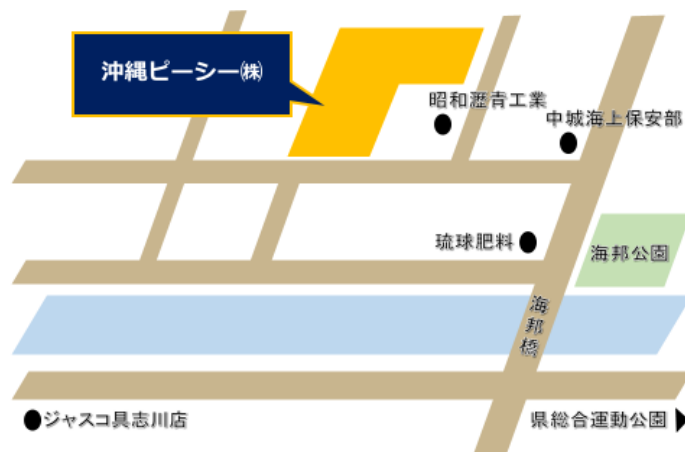 沖縄ピーシー㈱
昭和瀝青工業
中城海上保安部
琉球肥料
海邦公園
海邦橋
ジャスコ具志川店
県総合運動公園